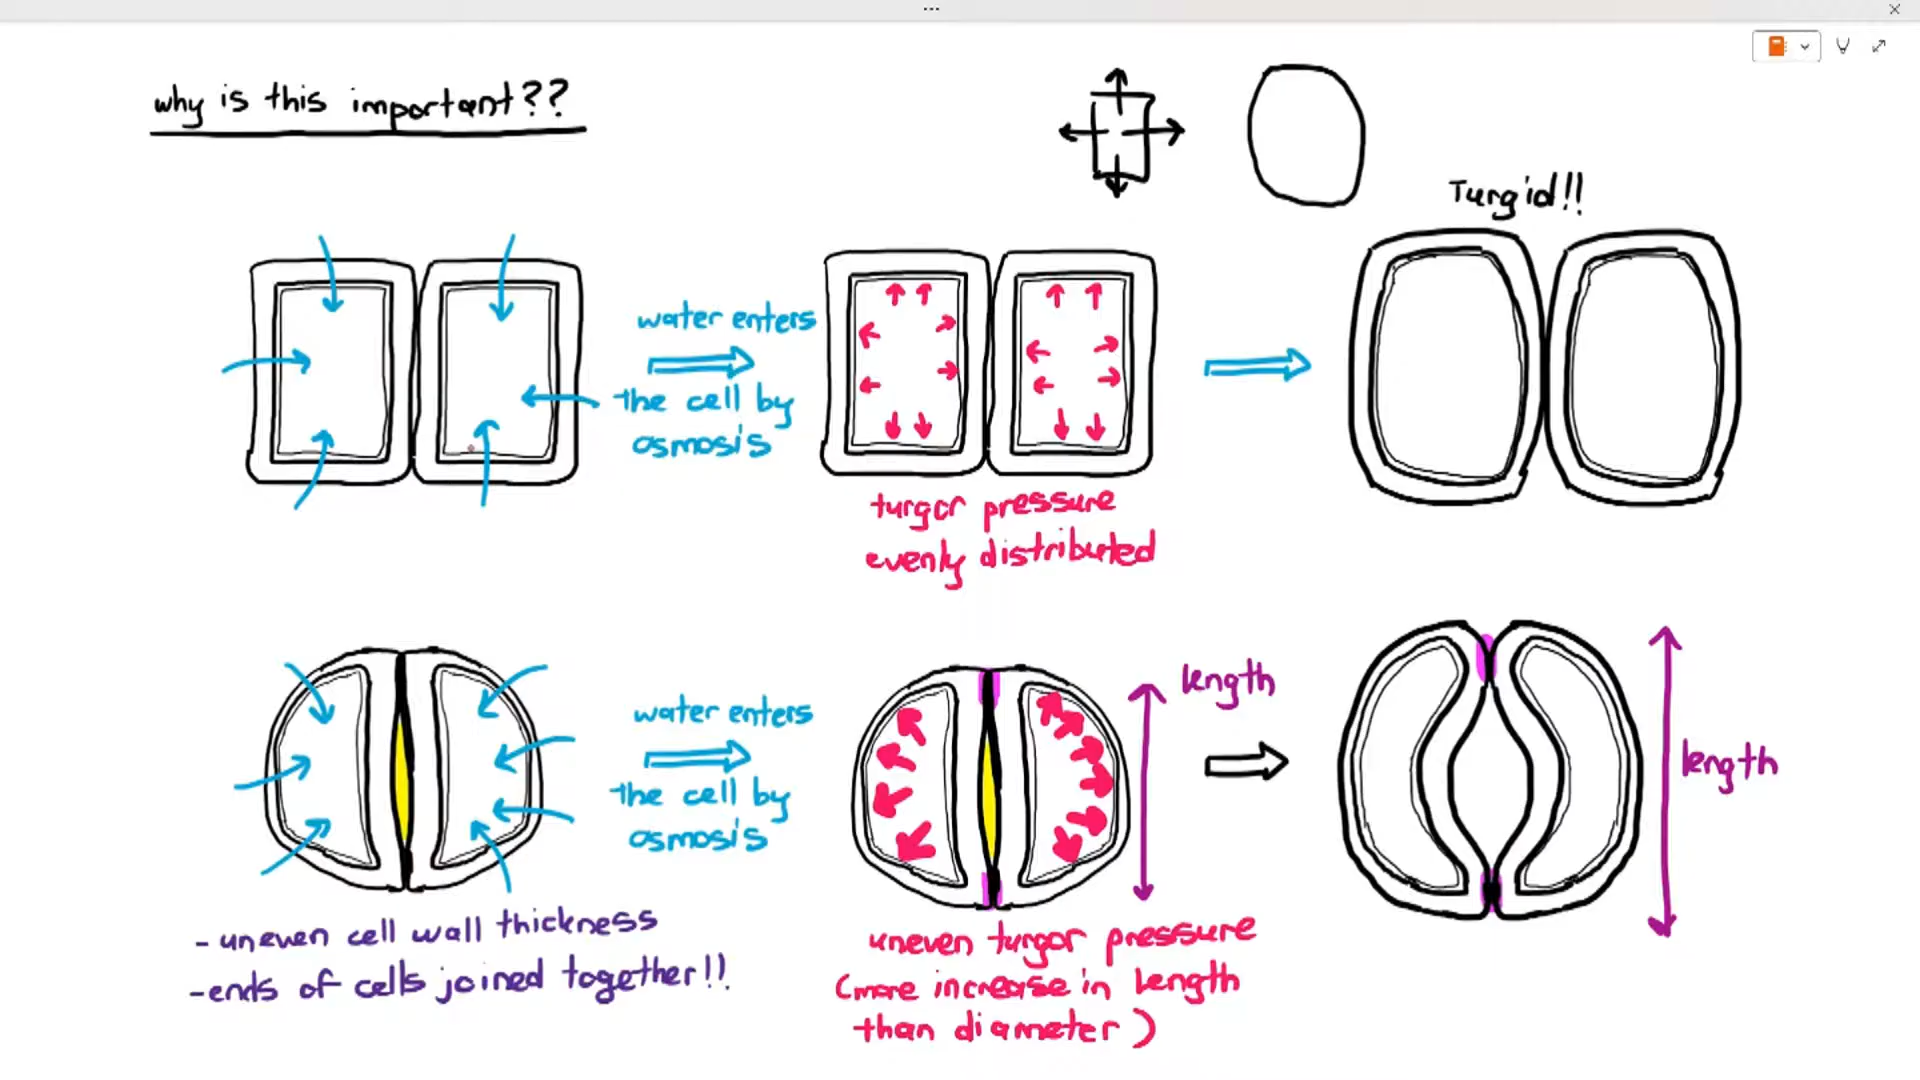 why is this important??
Turgid!!
water enters
the cell by
osmosis
turgor pressure
evenly distributed
water enters
the cell by
osmosis
length
length
- uneven cell wall thickness
- ends of cells joined together!!
uneven turgor pressure
(more increase in length
than diameter)